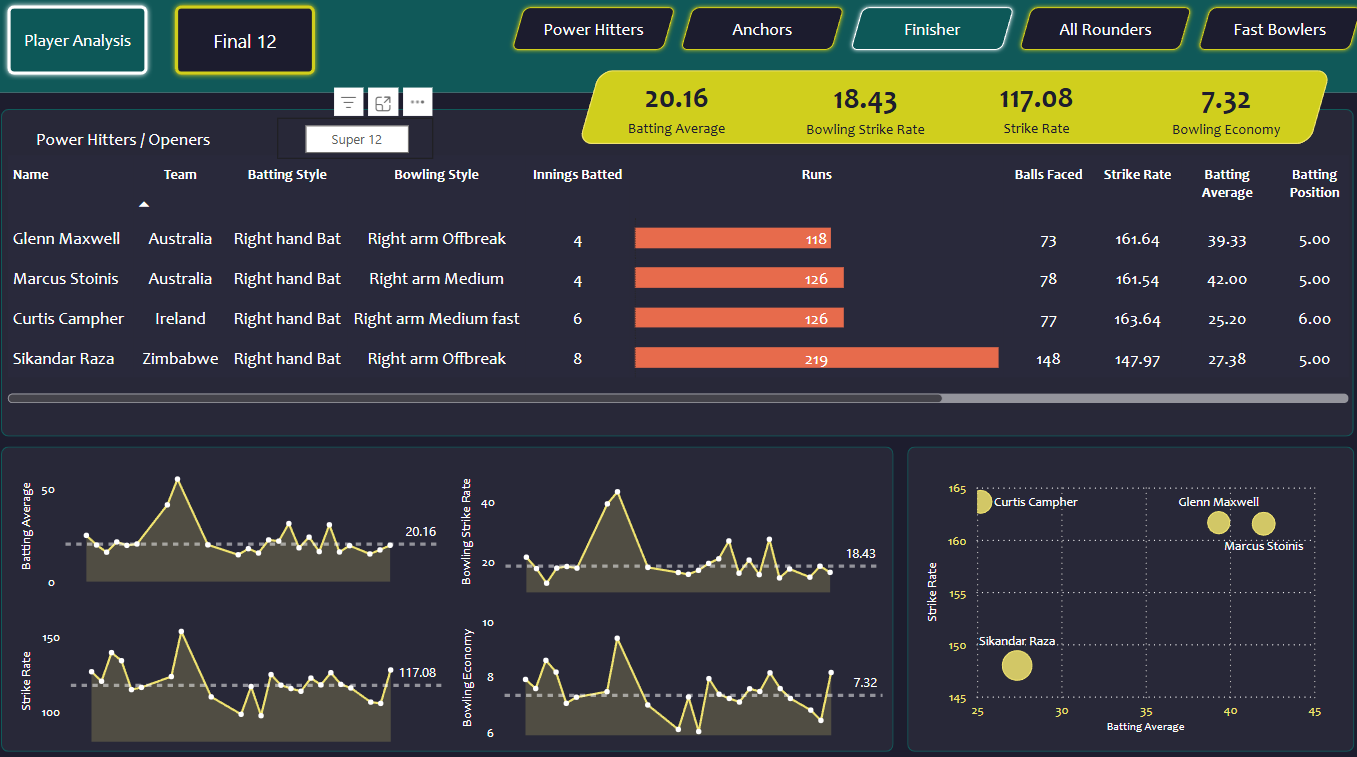 Player Analysis
Final 12
Power Hitters
Anchors
Finisher
All Rounders
Fast Bowlers
20.16
Batting Average
18.43
Bowling Strike Rate
117.08
Strike Rate
7.32
Bowling Economy
Power Hitters / Openers
Super 12
Name Team Batting Style Bowling Style Innings Batted Runs Balls Faced Strike Rate Batting Average Batting Position
Glenn Maxwell Australia Right hand Bat Right arm Offbreak 4 118 73 161.64 39.33 5.00
Marcus Stoinis Australia Right hand Bat Right arm Medium 4 126 78 161.54 42.00 5.00
Curtis Campher Ireland Right hand Bat Right arm Medium fast 6 126 77 163.64 25.20 6.00
Sikandar Raza Zimbabwe Right hand Bat Right arm Offbreak 8 219 148 147.97 27.38 5.00
Batting Average
50
0
20.16
Bowling Strike Rate
40
20
18.43
Strike Rate
150
100
117.08
Bowling Economy
10
8
6
7.32
Strike Rate
165
160
155
150
145
Curtis Campher
Glenn Maxwell
Marcus Stoinis
Sikandar Raza
25 30 35 40 45
Batting Average